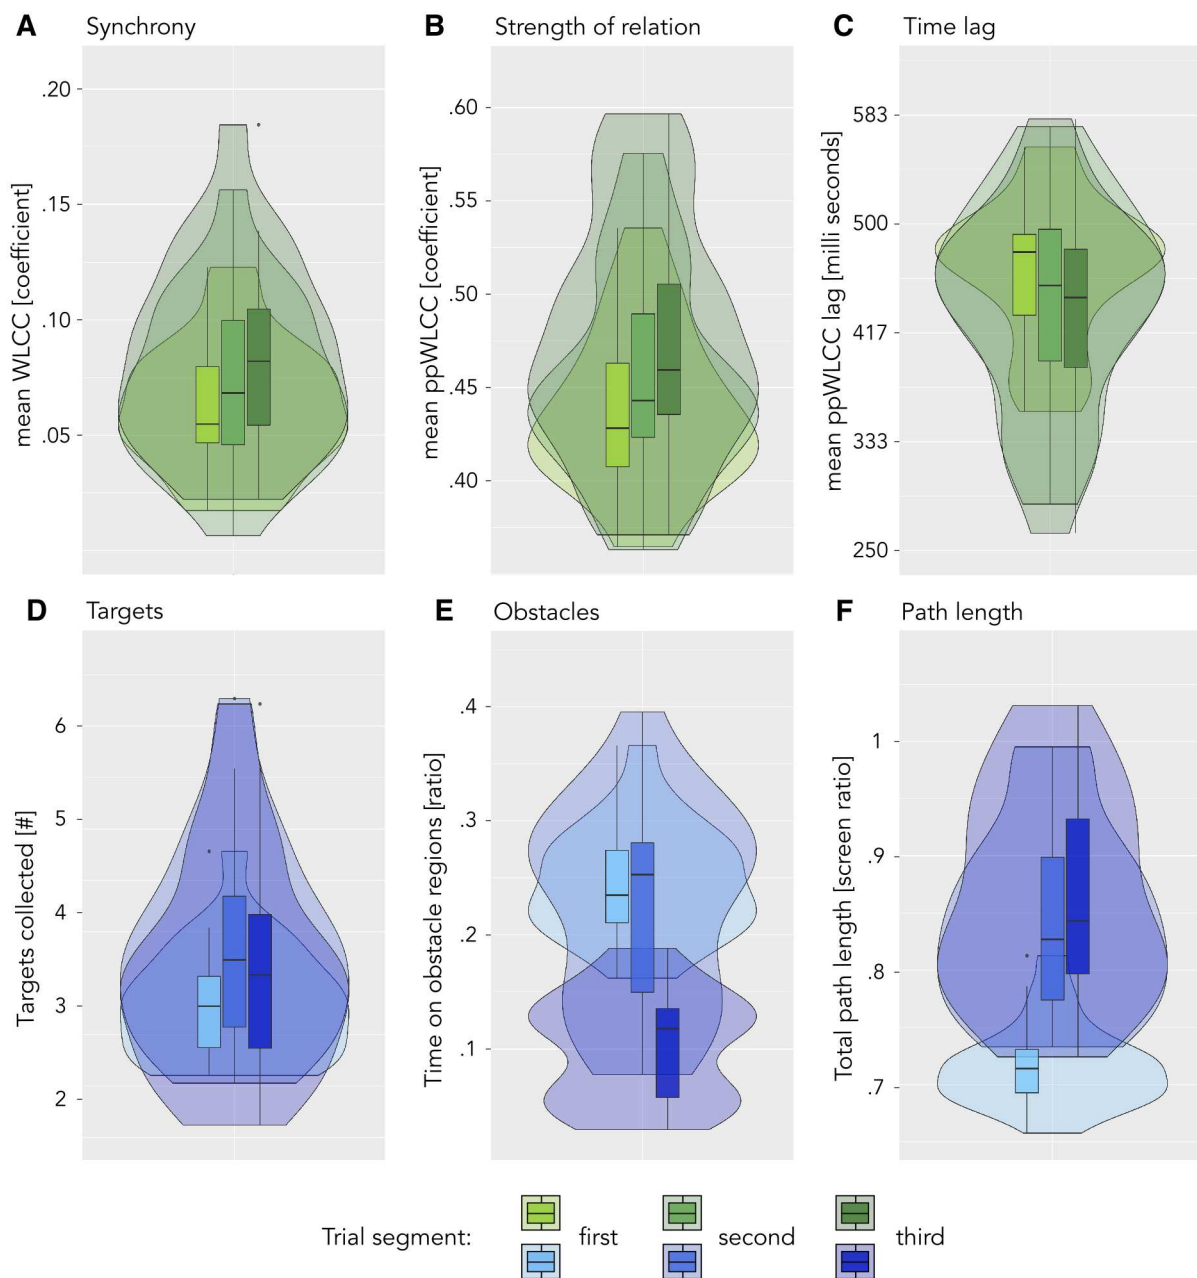 A Synchrony
mean WLCC [coefficient]
.20
.15
.10
.05
B Strength of relation
mean ppWLCC [coefficient]
.60
.55
.50
.45
.40
C Time lag
mean ppWLCC lag [milli seconds]
583
500
417
333
250
D Targets
Targets collected [#]
6
5
4
3
2
E Obstacles
Time on obstacle regions [ratio]
.4
.3
.2
.1
F Path length
Total path length [screen ratio]
1
.9
.8
.7
Trial segment: first second third